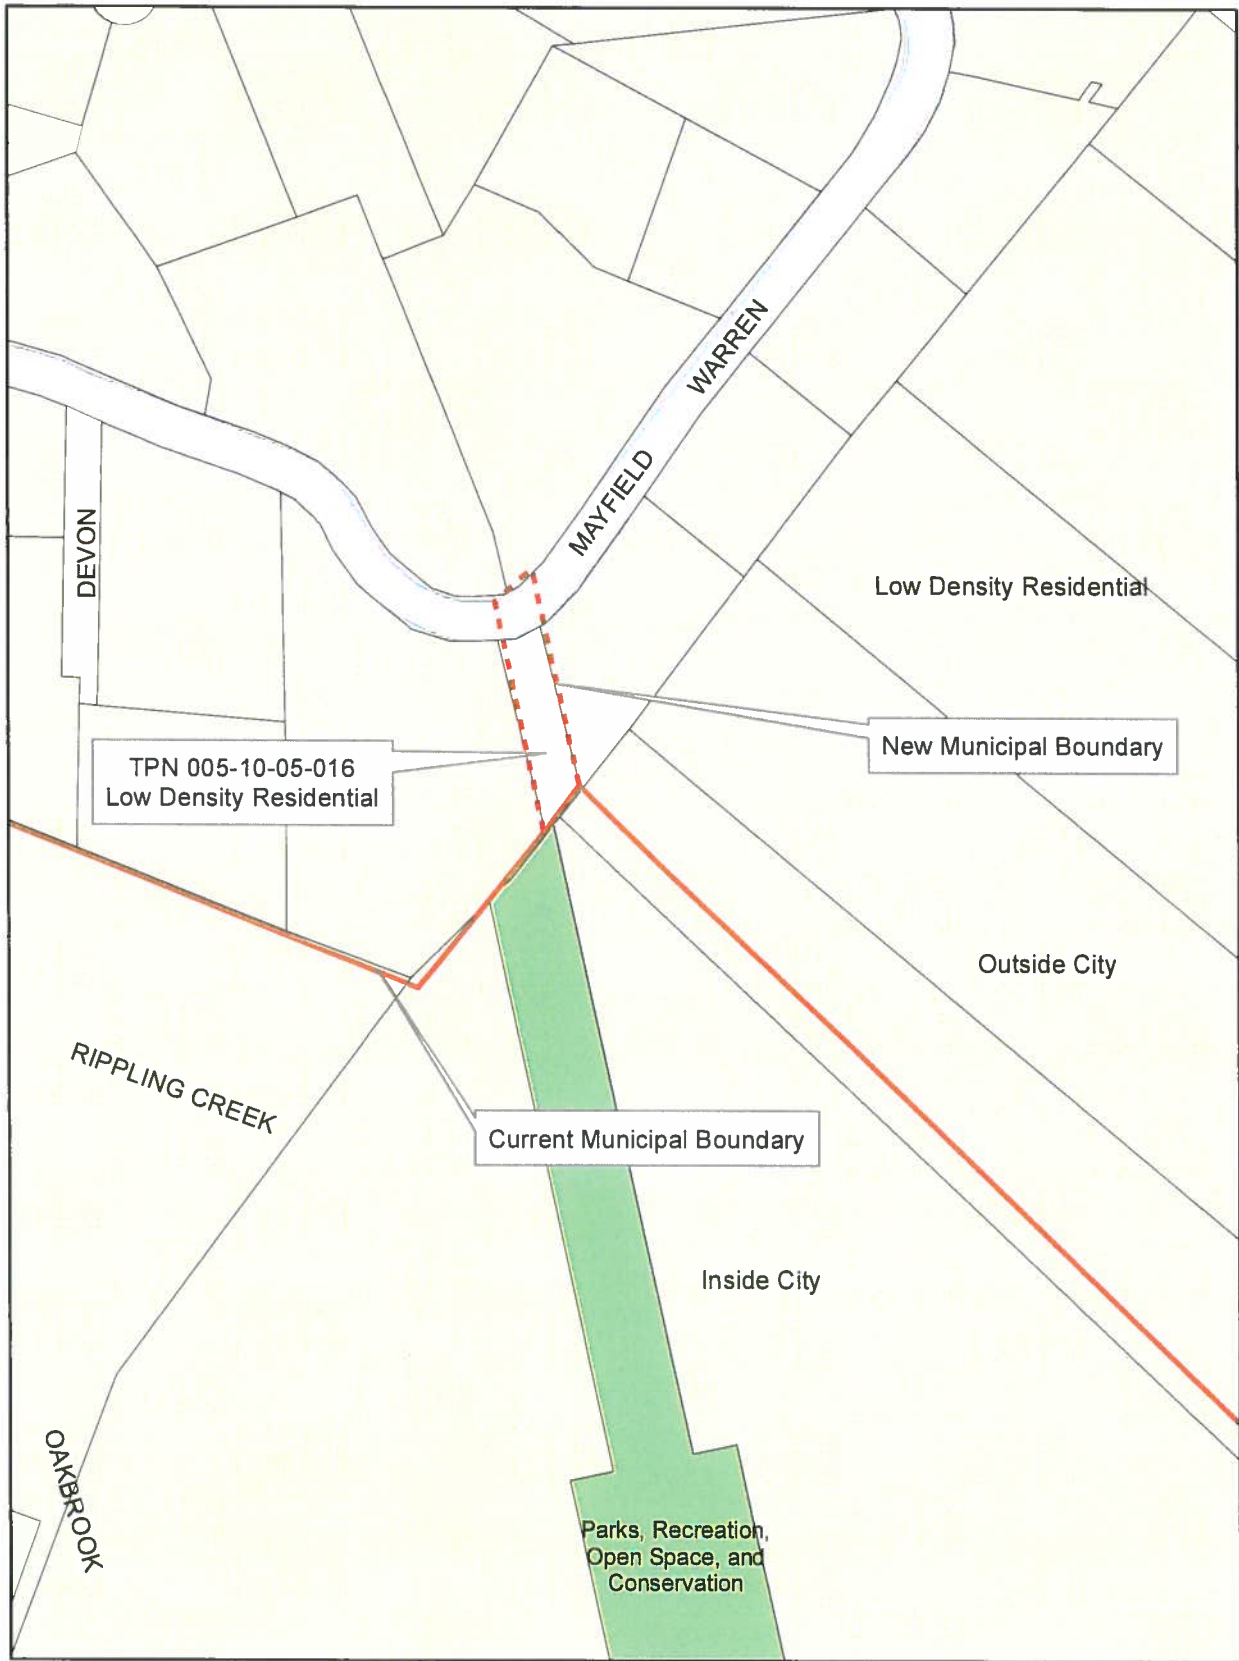 WARREN
MAYFIELD
DEVON
Low Density Residential
New Municipal Boundary
TPN 005-10-05-016
Low Density Residential
Outside City
RIPPLING CREEK
Current Municipal Boundary
Inside City
OAKBROOK
Parks, Recreation,
Open Space, and
Conservation